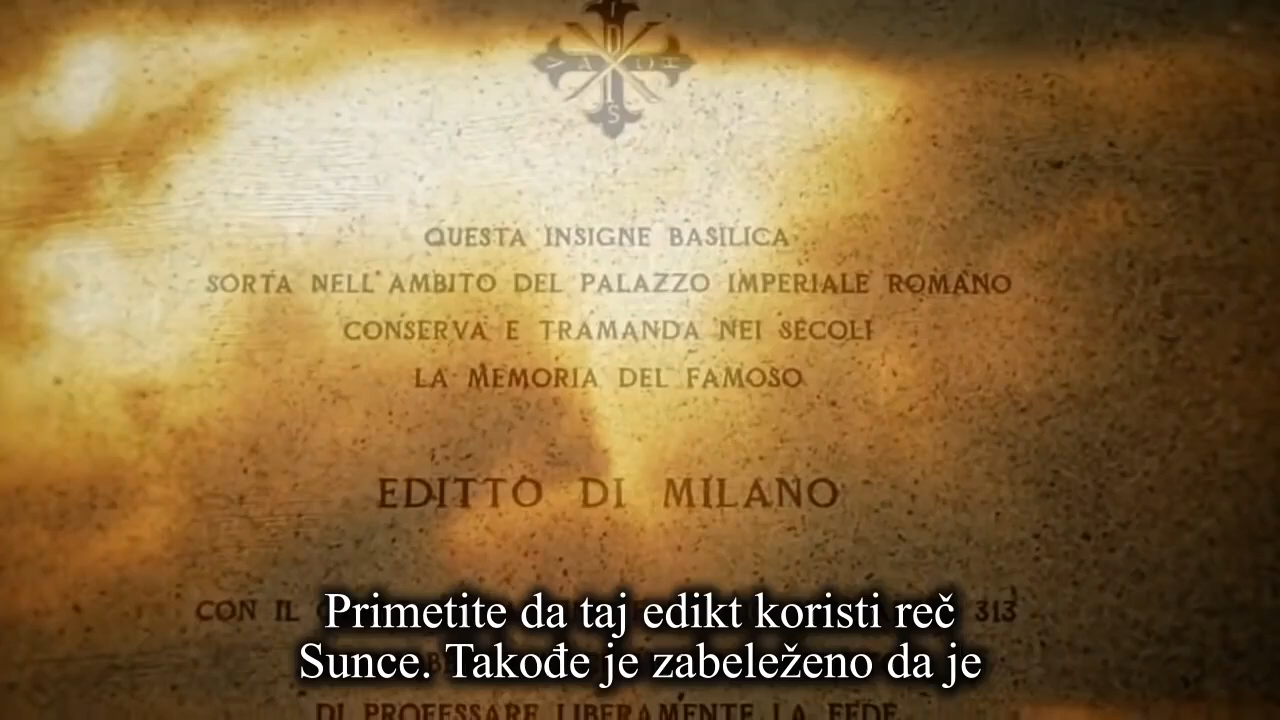 D
V A D H
S
QUESTA INSIGNE BASILICA
SORTA NELL'AMBITO DEL PALAZZO IMPERIALE ROMANO
CONSERVA E TRAMANDA NEI SECOLI
LA MEMORIA DEL FAMOSO
EDITTO DI MILANO
CON IL 313
Primetite da taj edikt koristi reč
Sunce. Takođe je zabeleženo da je
DI PROFESSARE LIBERAMENTE LA FEDE